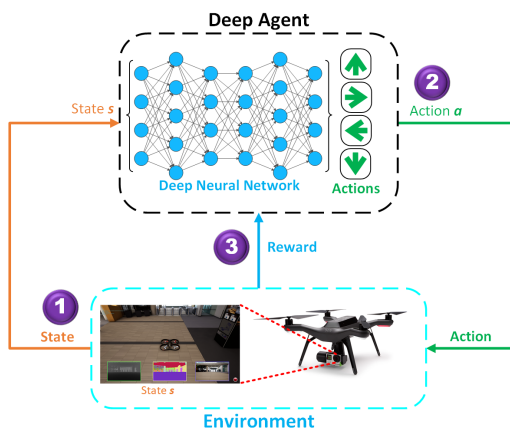 Deep Agent
State s
Deep Neural Network
Actions
2
Action a
3
Reward
1
State
Action
State s
Environment